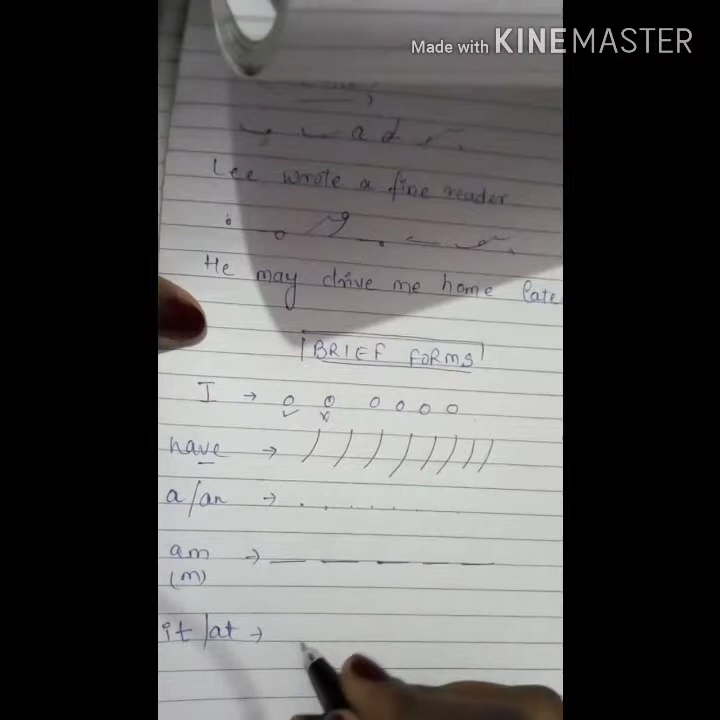 Made with KINEMASTER
Lee wrote a fine reader.
He may drive me home late
BRIEF FORMS
I →
have →
a/an →
am →
(m)
it/at →